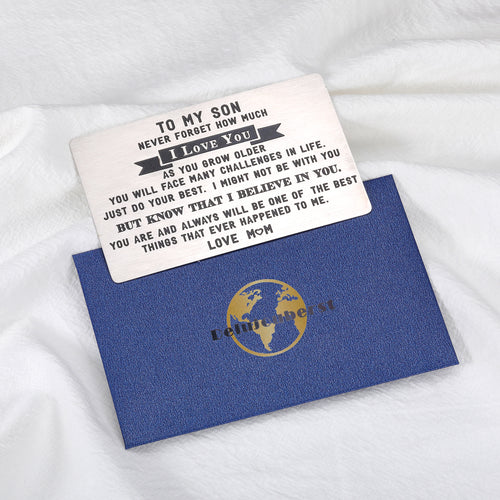 TO MY SON
NEVER FORGET HOW MUCH
I LOVE YOU
AS YOU GROW OLDER
YOU WILL FACE MANY CHALLENGES IN LIFE.
JUST DO YOUR BEST. I MIGHT NOT BE WITH YOU
BUT KNOW THAT I BELIEVE IN YOU.
YOU ARE AND ALWAYS WILL BE ONE OF THE BEST
THINGS THAT EVER HAPPENED TO ME.
LOVE M♥M